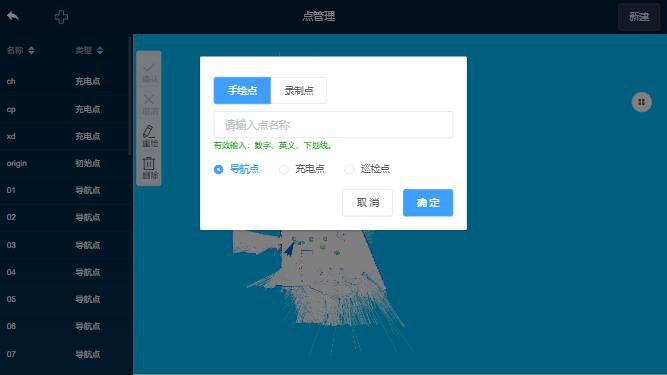 点管理
新建
名称 类型
ch 充电点
cp 充电点
xd 充电点
origin 初始点
01 导航点
02 导航点
03 导航点
04 导航点
05 导航点
06 导航点
07 导航点
确认
取消
重绘
删除
手绘点 录制点
请输入点名称
有效输入：数字、英文、下划线。
导航点 充电点 巡检点
取 消 确 定